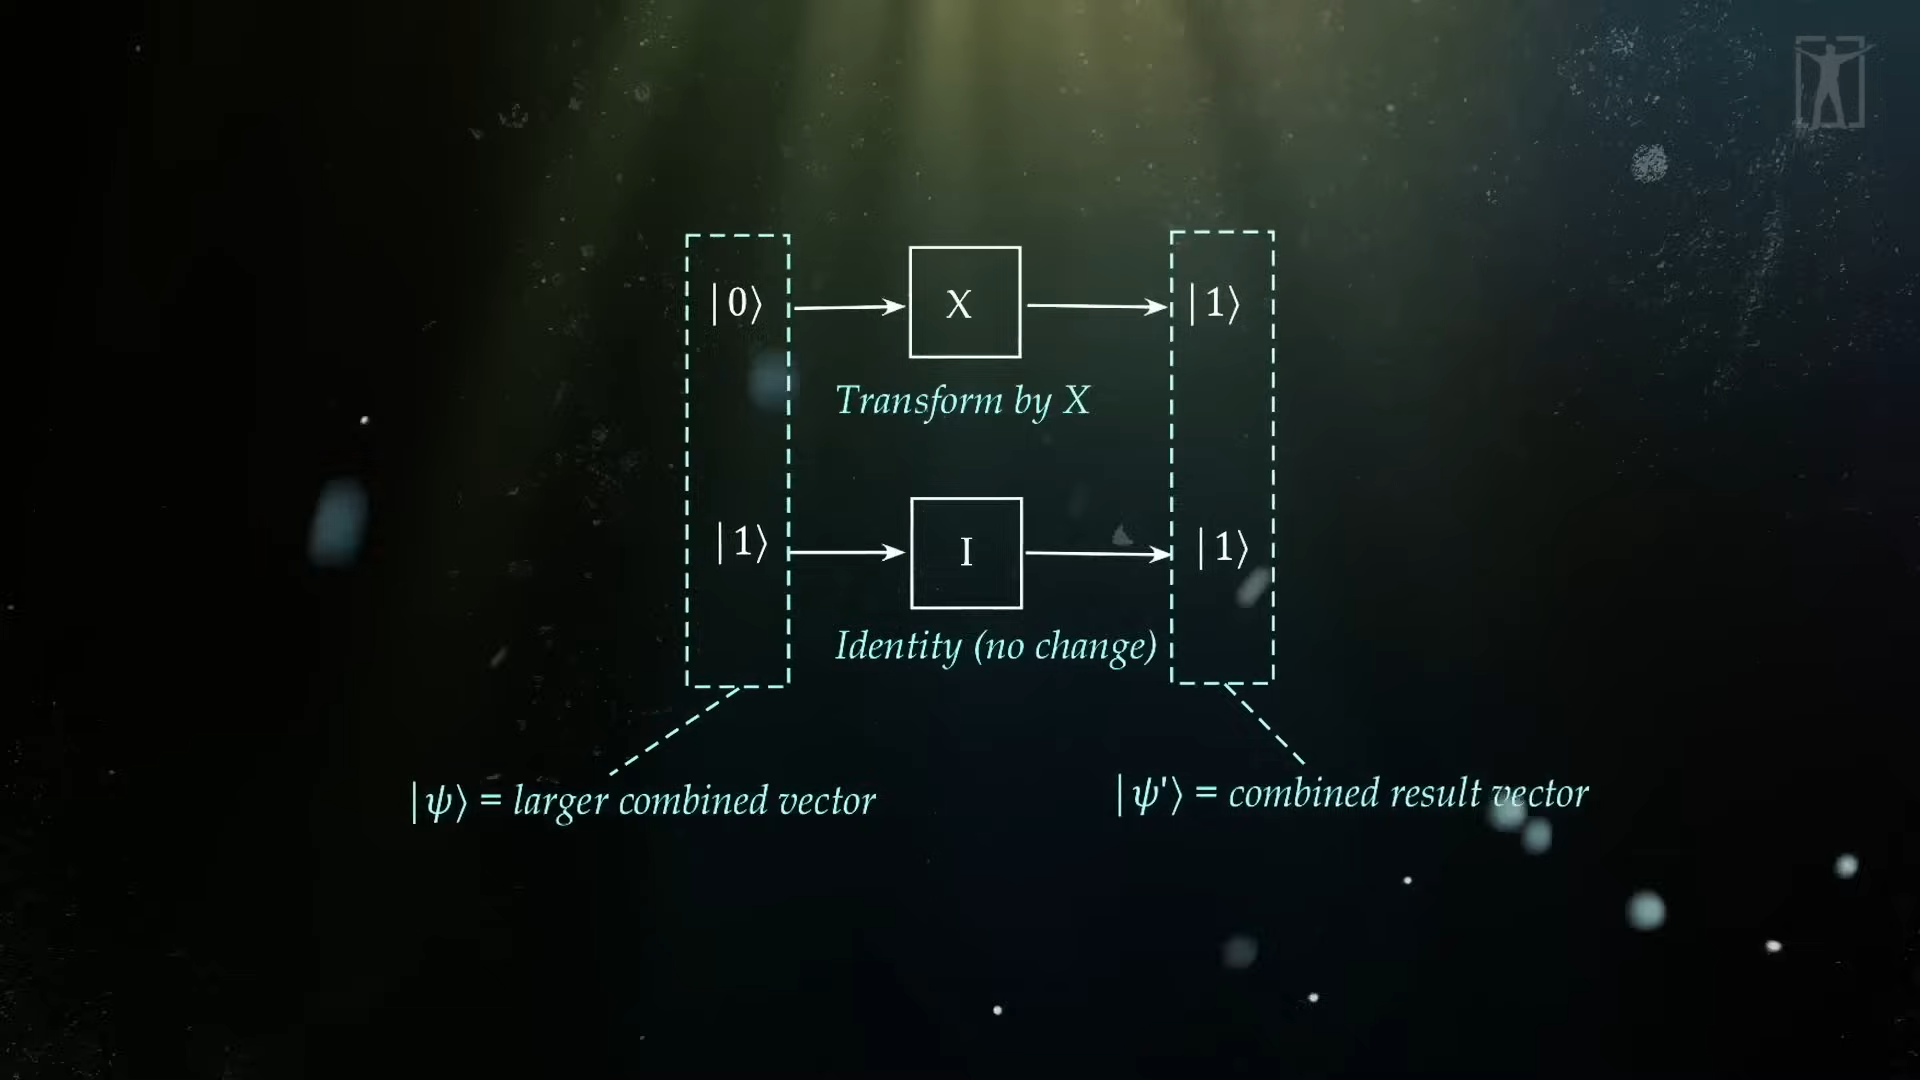 |0⟩ X |1⟩
Transform by X
|1⟩ I |1⟩
Identity (no change)
|ψ⟩ = larger combined vector
|ψ'⟩ = combined result vector